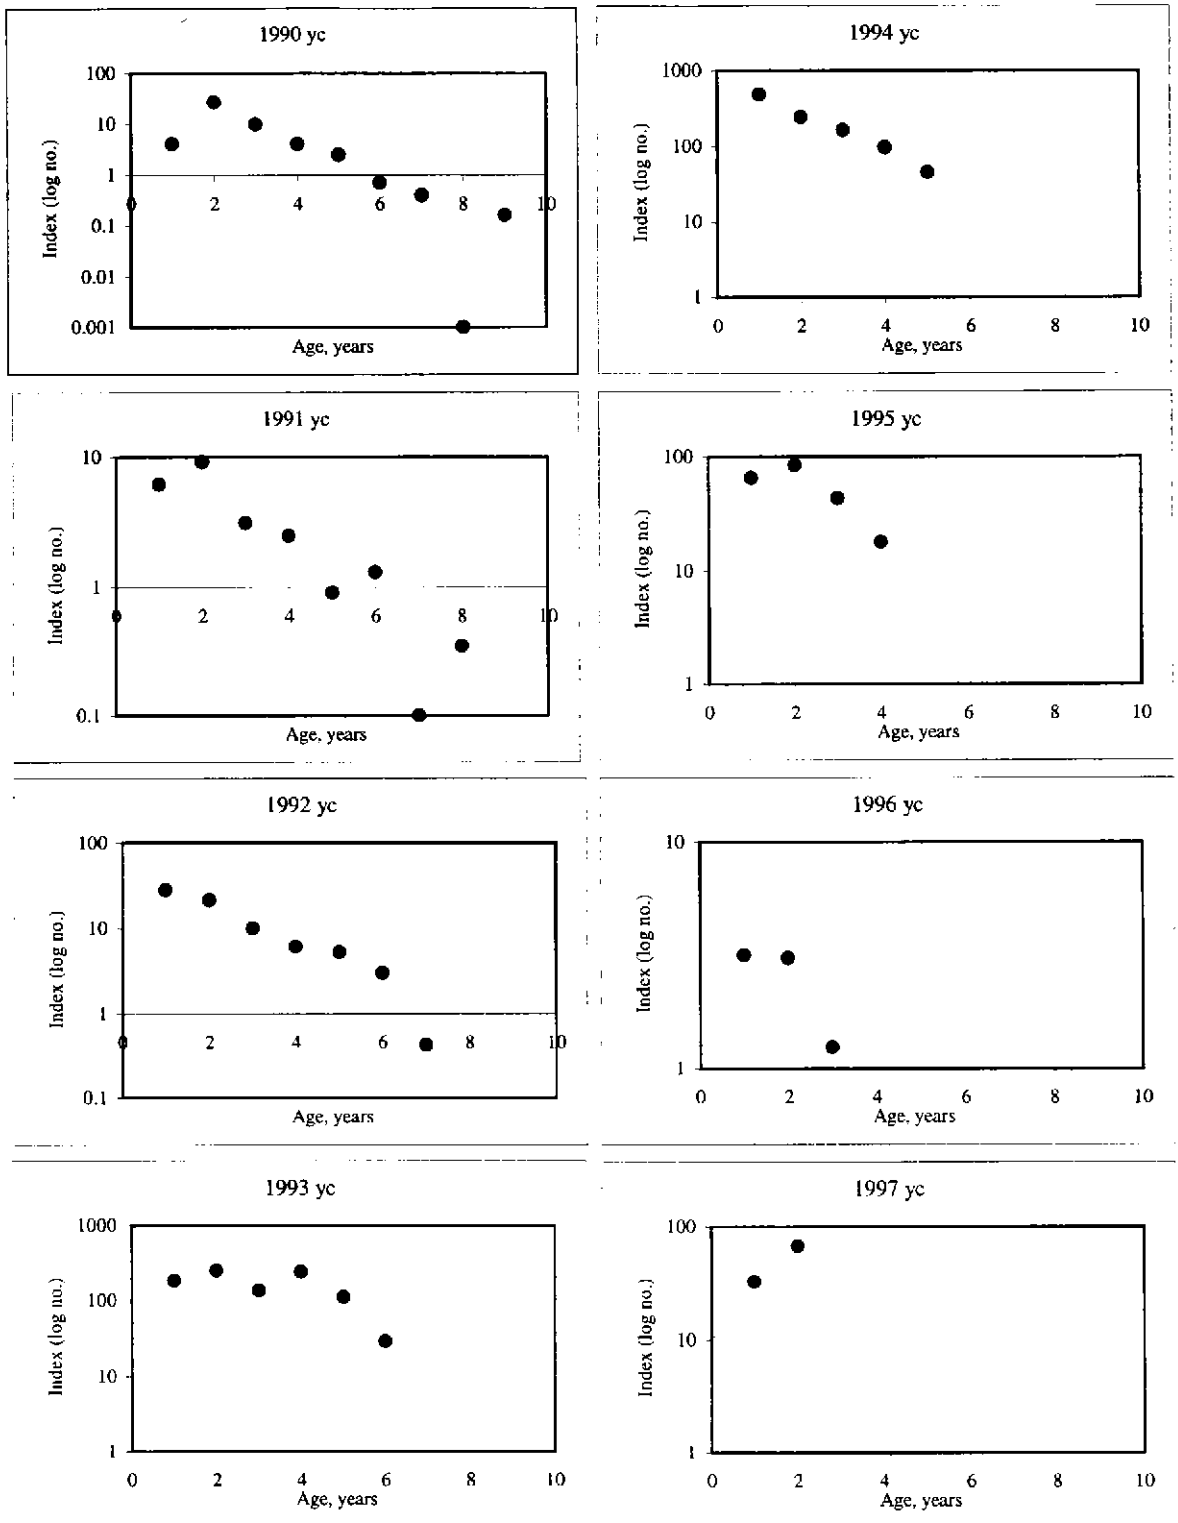 1990 yc
100
10
1
0.1
0.01
0.001
0 2 4 6 8 10
Index (log no.)
Age, years
1994 yc
1000
100
10
1
0 2 4 6 8 10
Index (log no.)
Age, years
1991 yc
10
1
0.1
0 2 4 6 8 10
Index (log no.)
Age, years
1995 yc
100
10
1
0 2 4 6 8 10
Index (log no.)
Age, years
1992 yc
100
10
1
0.1
0 2 4 6 8 10
Index (log no.)
Age, years
1996 yc
10
1
0 2 4 6 8 10
Index (log no.)
Age, years
1993 yc
1000
100
10
1
0 2 4 6 8 10
Index (log no.)
Age, years
1997 yc
100
10
1
0 2 4 6 8 10
Index (log no.)
Age, years